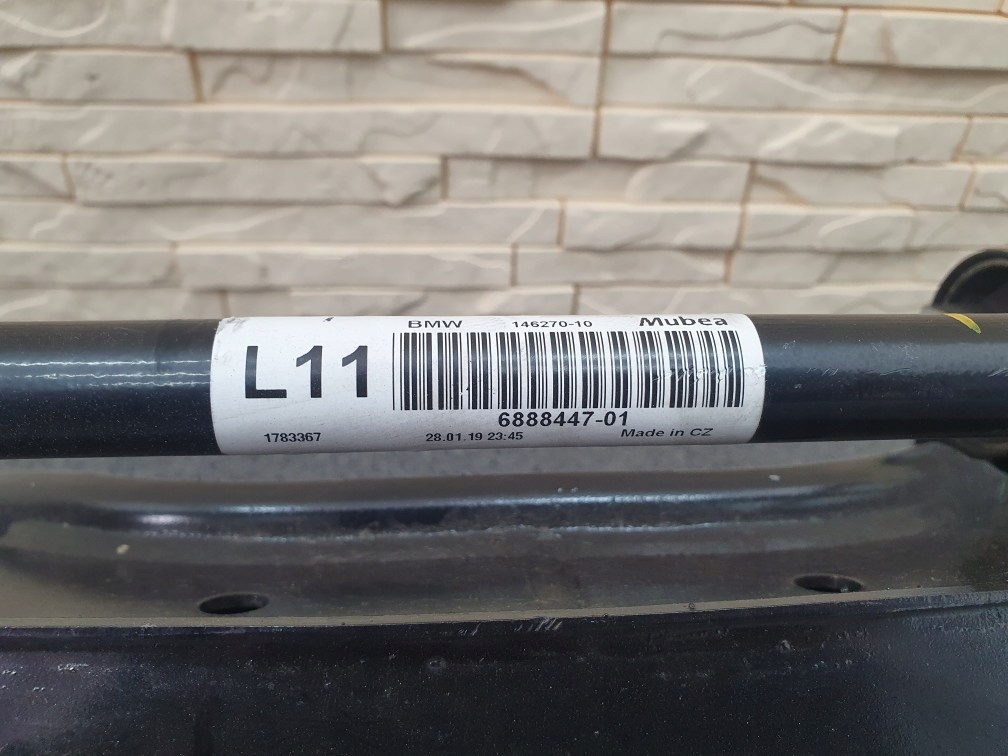 BMW 146270-10 Mubea
L11
6888447-01
1783367 28.01.19 23:45 Made in CZ